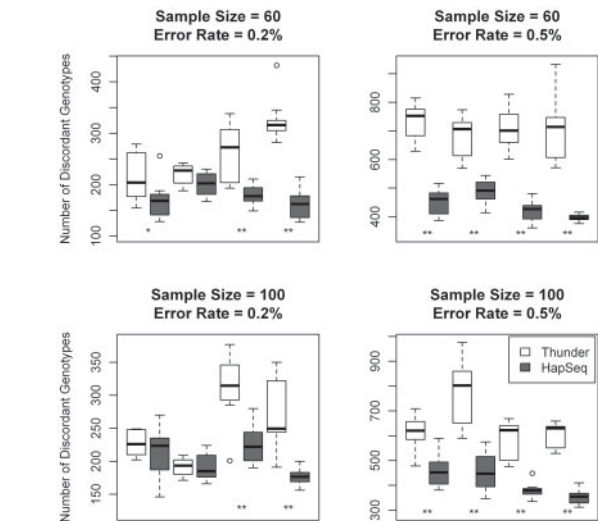 Sample Size = 60
Error Rate = 0.2%
Sample Size = 60
Error Rate = 0.5%
Number of Discordant Genotypes
400
300
200
100
*
**
**
800
600
400
**
**
**
**
Sample Size = 100
Error Rate = 0.2%
Sample Size = 100
Error Rate = 0.5%
Number of Discordant Genotypes
350
300
250
200
150
**
**
900
700
500
300
Thunder
HapSeq
**
**
**
**